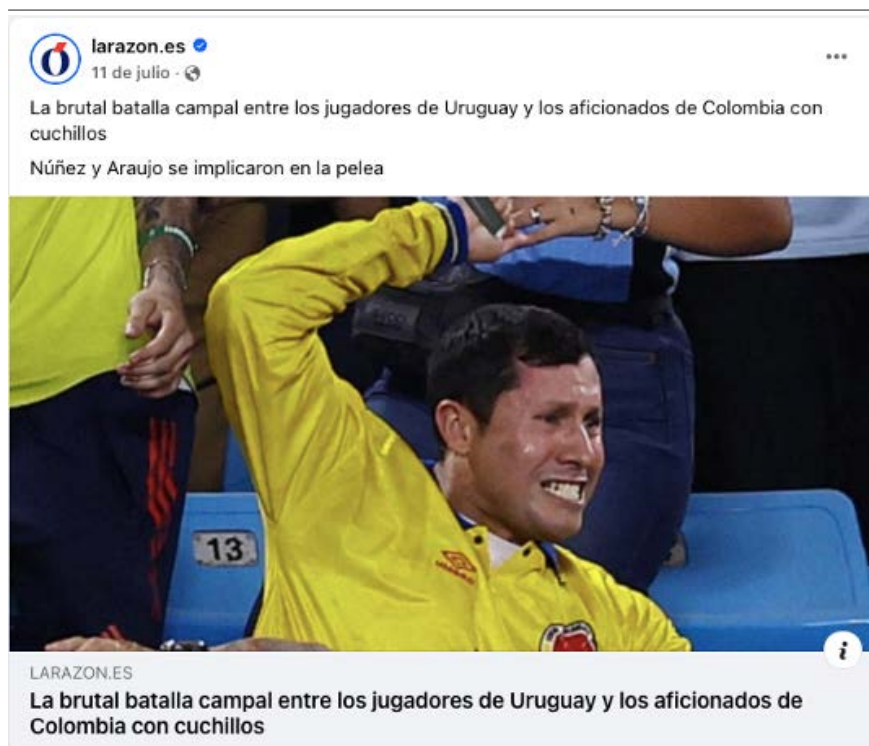 larazon.es
11 de julio ·
La brutal batalla campal entre los jugadores de Uruguay y los aficionados de Colombia con
cuchillos
Núñez y Araujo se implicaron en la pelea
13
LARAZON.ES
La brutal batalla campal entre los jugadores de Uruguay y los aficionados de
Colombia con cuchillos